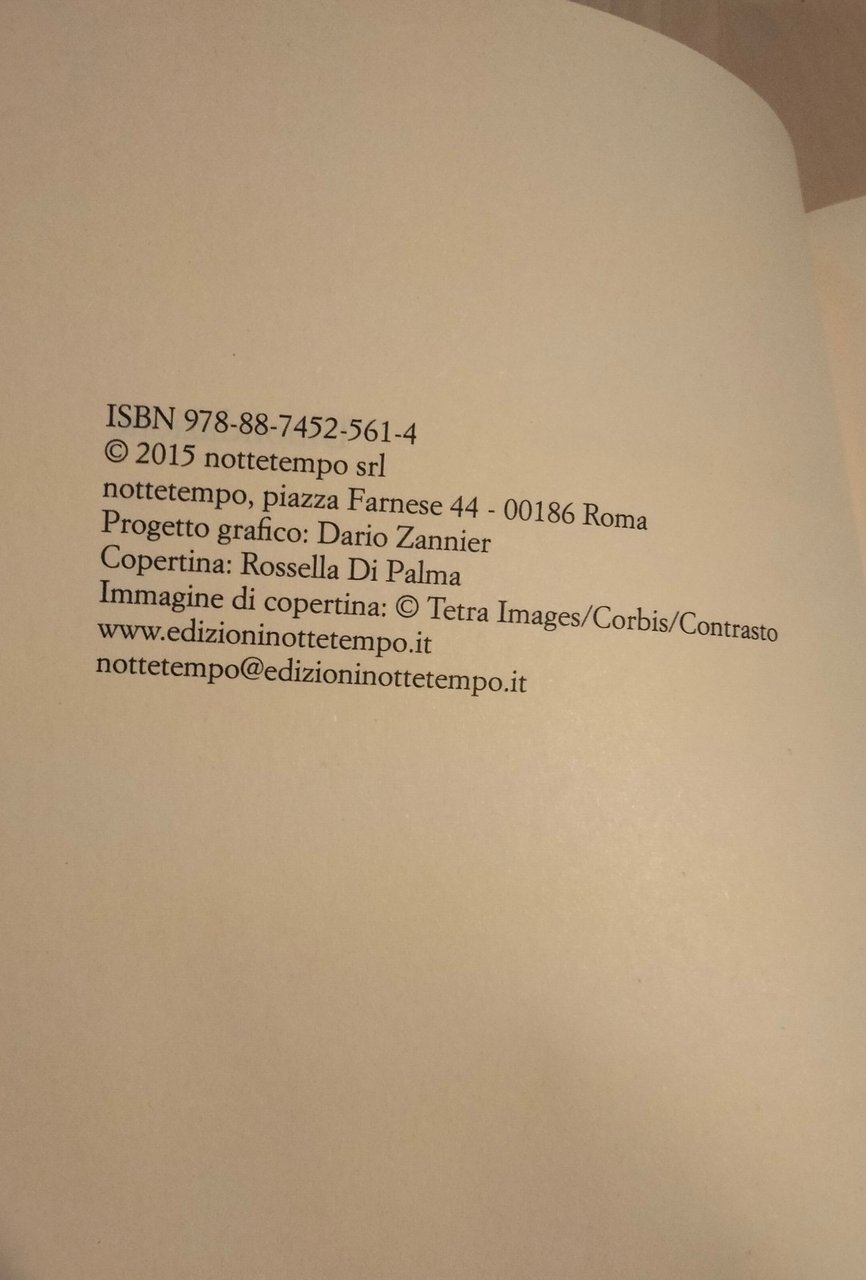 ISBN 978-88-7452-561-4
© 2015 nottetempo srl
nottetempo, piazza Farnese 44 - 00186 Roma
Progetto grafico: Dario Zannier
Copertina: Rossella Di Palma
Immagine di copertina: © Tetra Images/Corbis/Contrasto
www.edizioninottetempo.it
nottetempo@edizioninottetempo.it